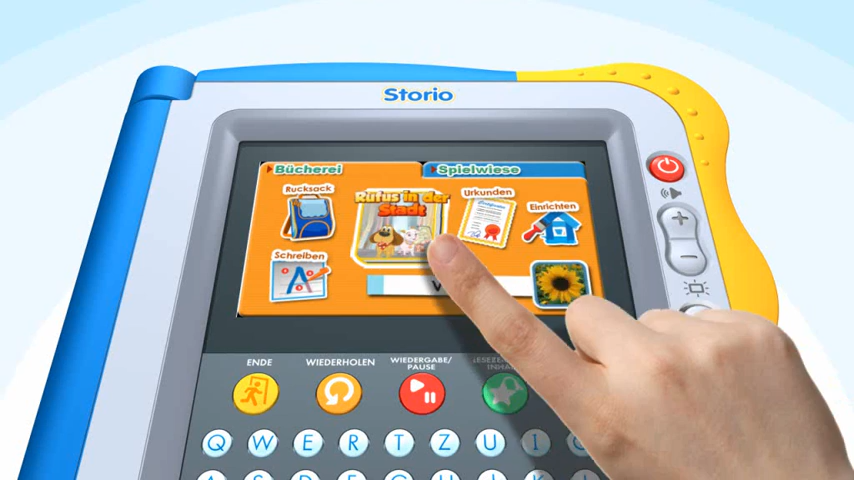 Storio
Bücherei
Spielwiese
Rucksack
Rufus in der
Stadt
Urkunden
Einrichten
Schreiben
A
ENDE
WIEDERHOLEN
WIEDERGABE/
PAUSE
Q W E R T Z U I